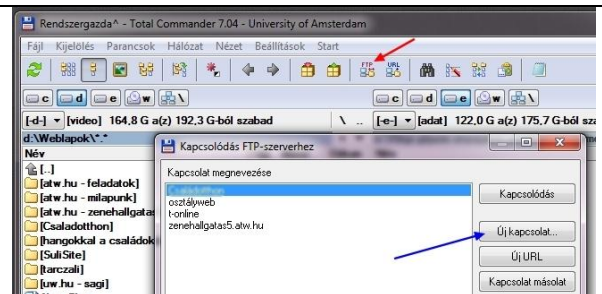 Rendszergazda^ - Total Commander 7.04 - University of Amsterdam
Fájl Kijelölés Parancsok Hálózat Nézet Beállítások Start
FTP URL
c d e w \ c d e w \
[-d-] [video] 164,8 G a(z) 192,3 G-ból szabad \ .. [-e-] [adat] 122,0 G a(z) 175,7 G-ból sza
d:\Weblapok\*.*
Név
Kapcsolódás FTP-szerverhez
Kapcsolat megnevezése
[..]
[atw.hu - feladatok]
[atw.hu - milapunk]
[atw.hu - zenehallgatas
[Csaladotthon]
[hangokkal a családok
[SuliSite]
[tarczali]
[uw.hu - sagi]
osztályweb
t-online
zenehallgatas5.atw.hu
Kapcsolódás
Új kapcsolat...
Új URL
Kapcsolat másolat